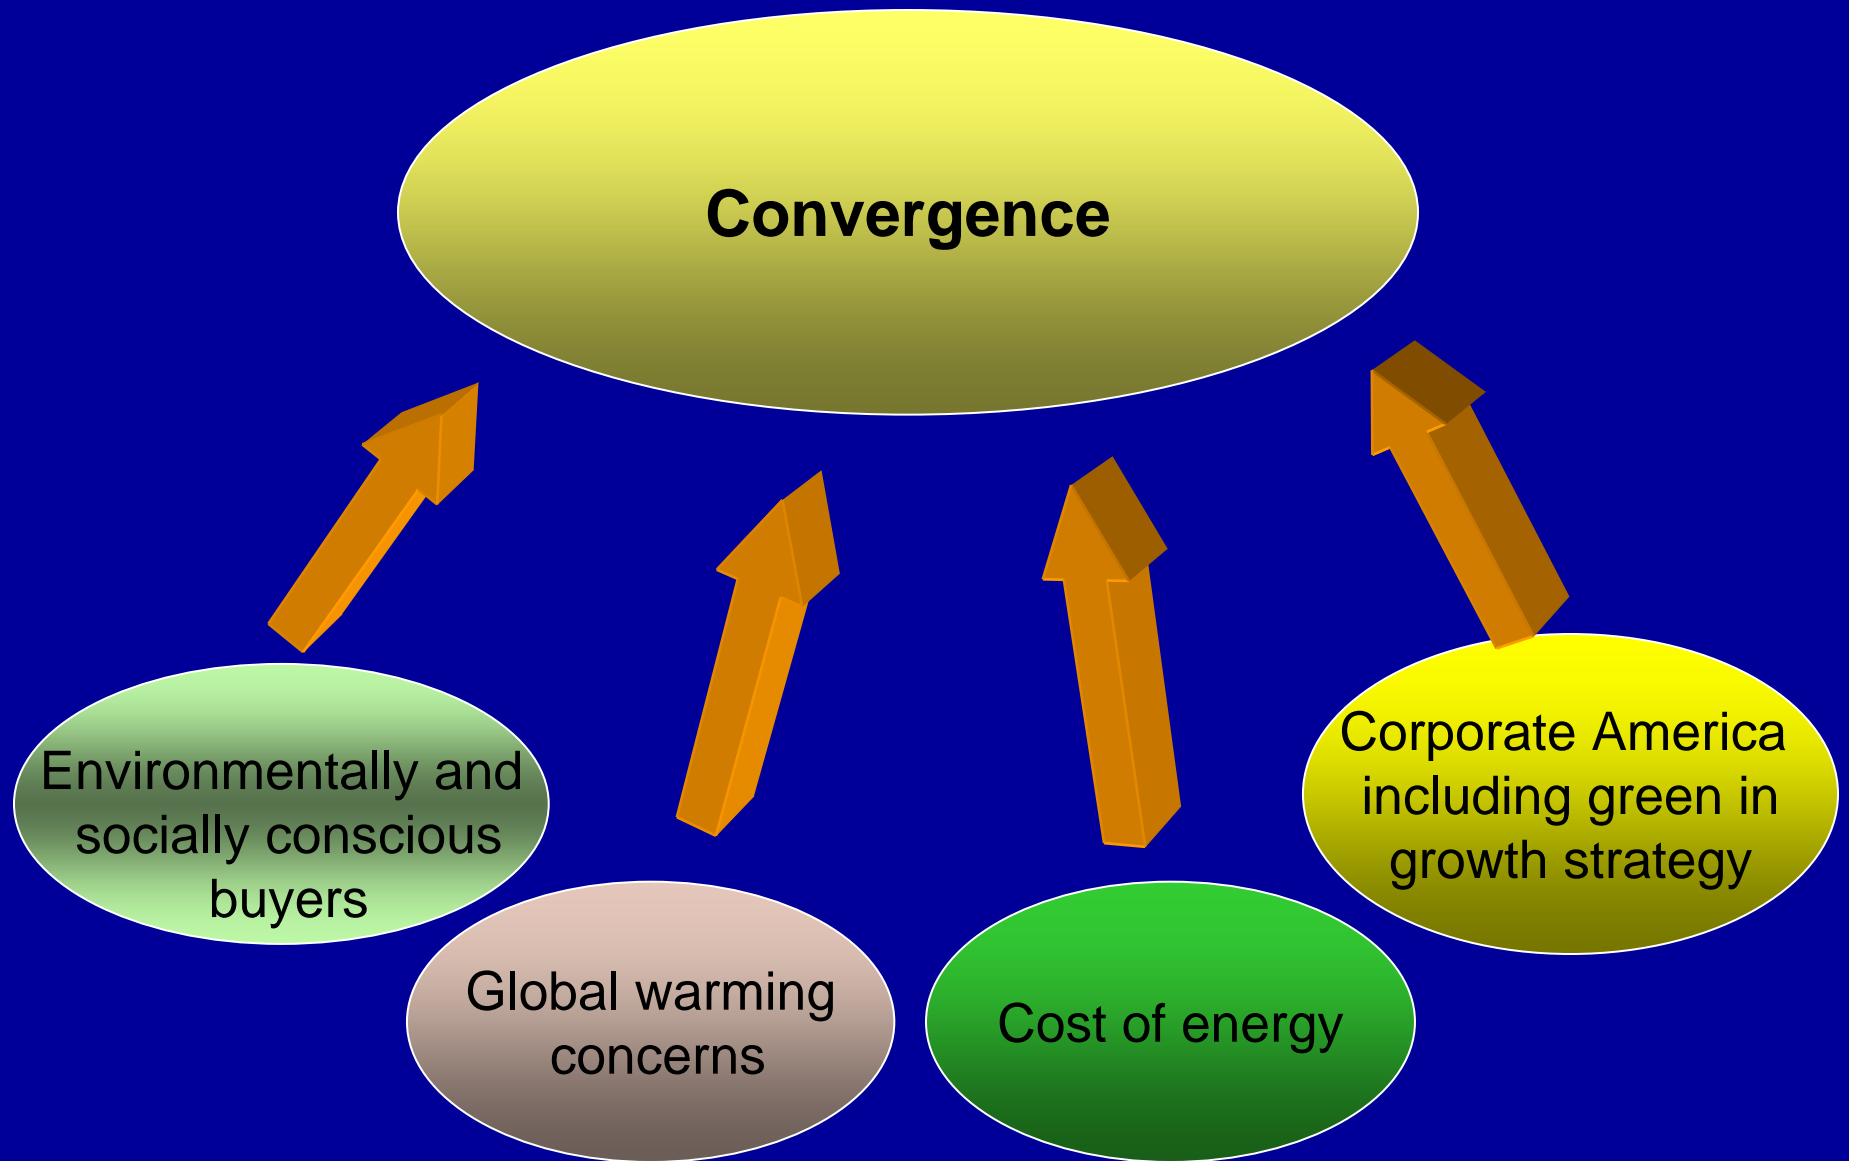 Convergence
Environmentally and
socially conscious
buyers
Global warming
concerns
Cost of energy
Corporate America
including green in
growth strategy